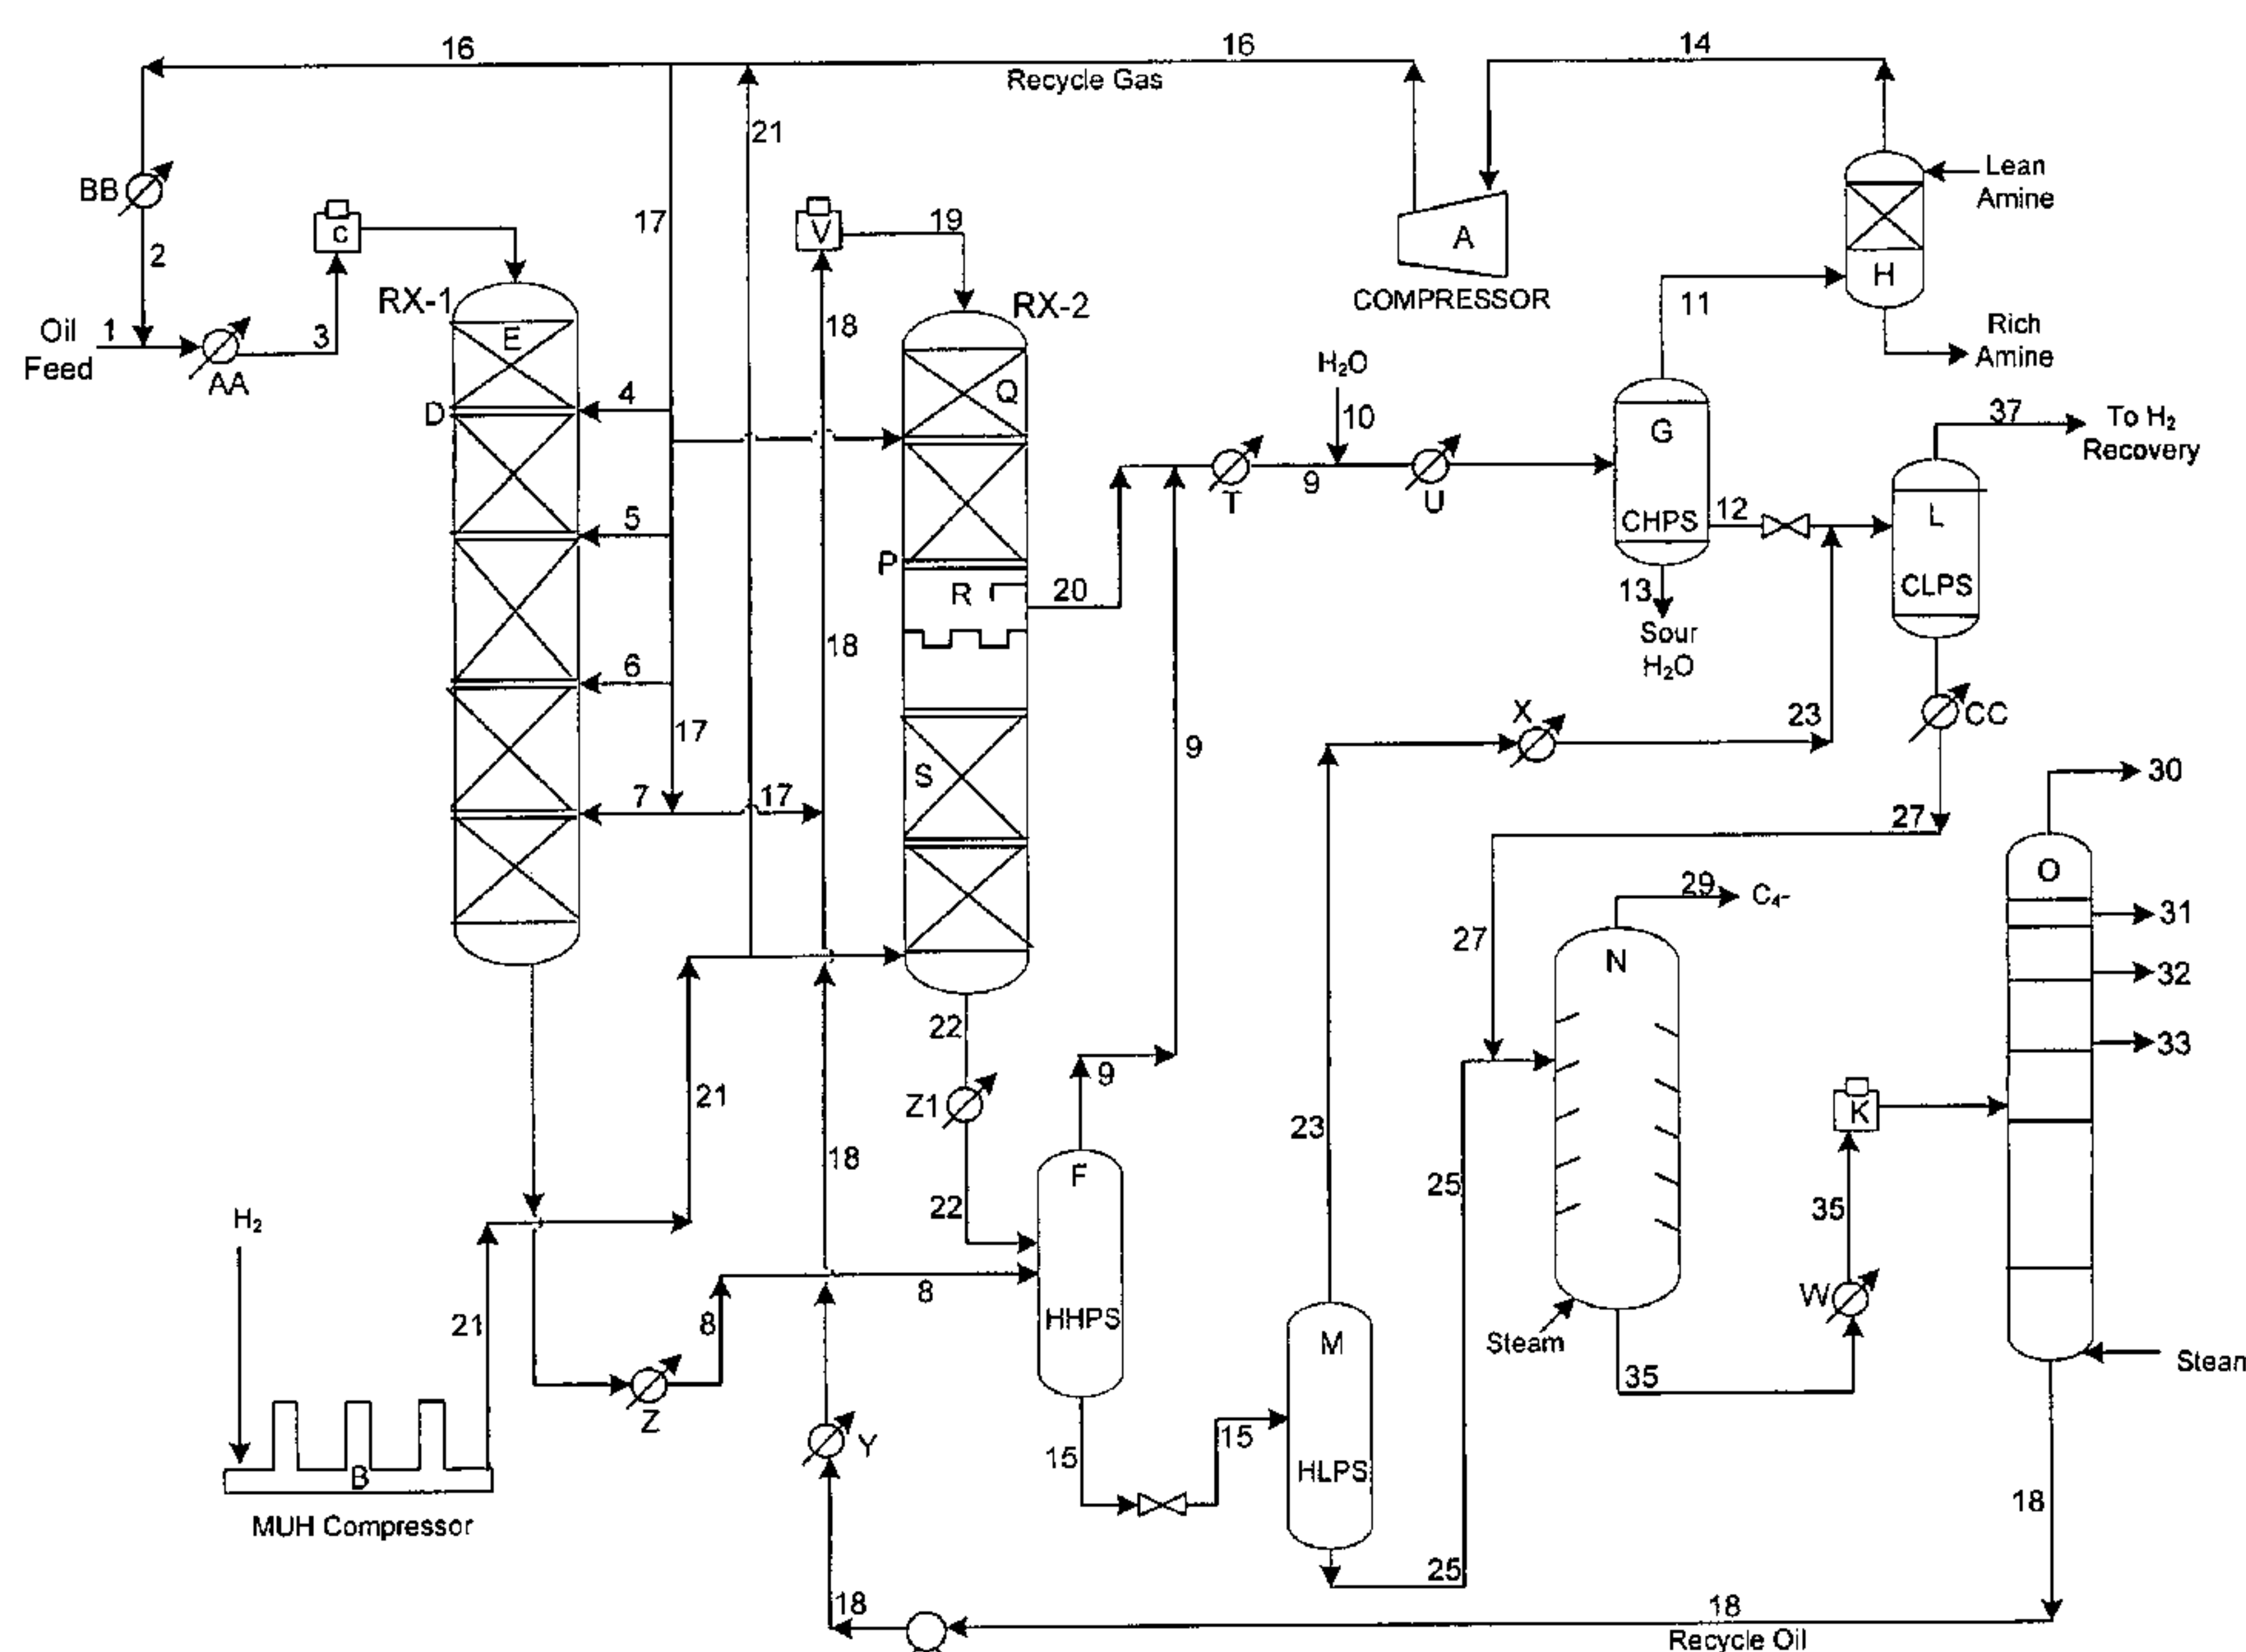 16
16
Recycle Gas
14
21
BB
2
17
C
V
19
A
COMPRESSOR
Lean
Amine
H
11
Rich
Amine
Oil
Feed
1
AA
3
RX-1
E
18
RX-2
Q
D
4
H₂O
10
G
CHPS
37
To H₂
Recovery
T
9
U
12
L
CLPS
5
P
R
20
13
Sour
H₂O
6
18
17
7
17
S
9
X
23
CC
27
30
O
31
32
33
27
29
C₄-
N
22
Z1
22
9
21
18
F
HHPS
23
25
K
35
W
Steam
35
H₂
21
B
MUH Compressor
8
8
Z
Y
15
15
M
HLPS
25
Stean
18
18
18
Recycle Oil